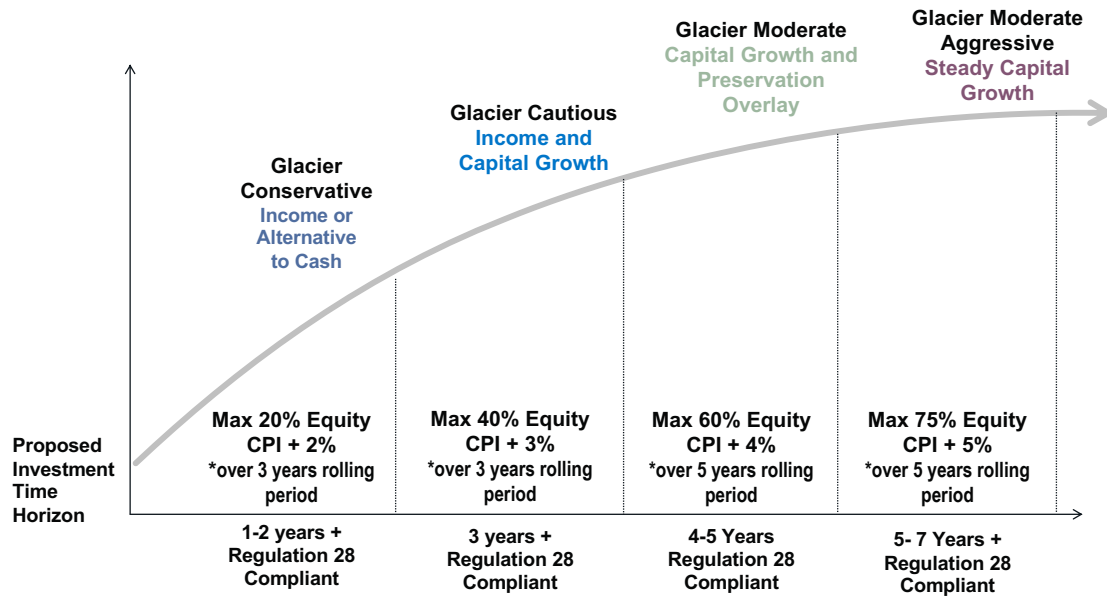 Glacier Conservative
Income or
Alternative
to Cash
Glacier Cautious
Income and
Capital Growth
Glacier Moderate
Capital Growth and
Preservation
Overlay
Glacier Moderate
Aggressive
Steady Capital
Growth
Proposed
Investment
Time
Horizon
Max 20% Equity
CPI + 2%
*over 3 years rolling
period
Max 40% Equity
CPI + 3%
*over 3 years rolling
period
Max 60% Equity
CPI + 4%
*over 5 years rolling
period
Max 75% Equity
CPI + 5%
*over 5 years rolling
period
1-2 years +
Regulation 28
Compliant
3 years +
Regulation 28
Compliant
4-5 Years
Regulation 28
Compliant
5- 7 Years +
Regulation 28
Compliant